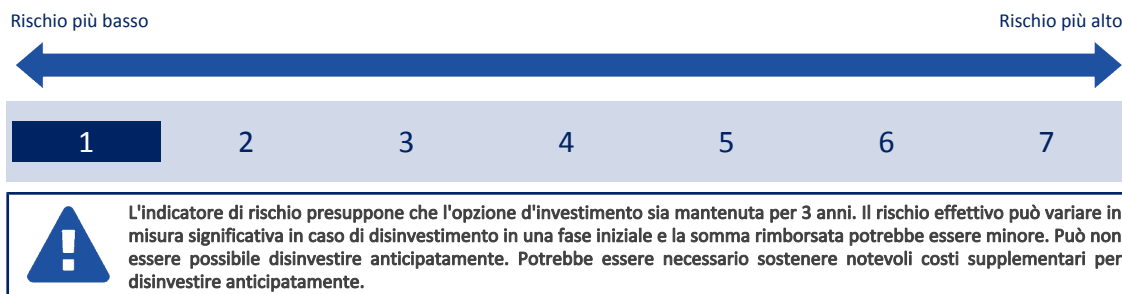 Rischio più basso Rischio più alto
1 2 3 4 5 6 7
L'indicatore di rischio presuppone che l'opzione d'investimento sia mantenuta per 3 anni. Il rischio effettivo può variare in
misura significativa in caso di disinvestimento in una fase iniziale e la somma rimborsata potrebbe essere minore. Può non
essere possibile disinvestire anticipatamente. Potrebbe essere necessario sostenere notevoli costi supplementari per
disinvestire anticipatamente.